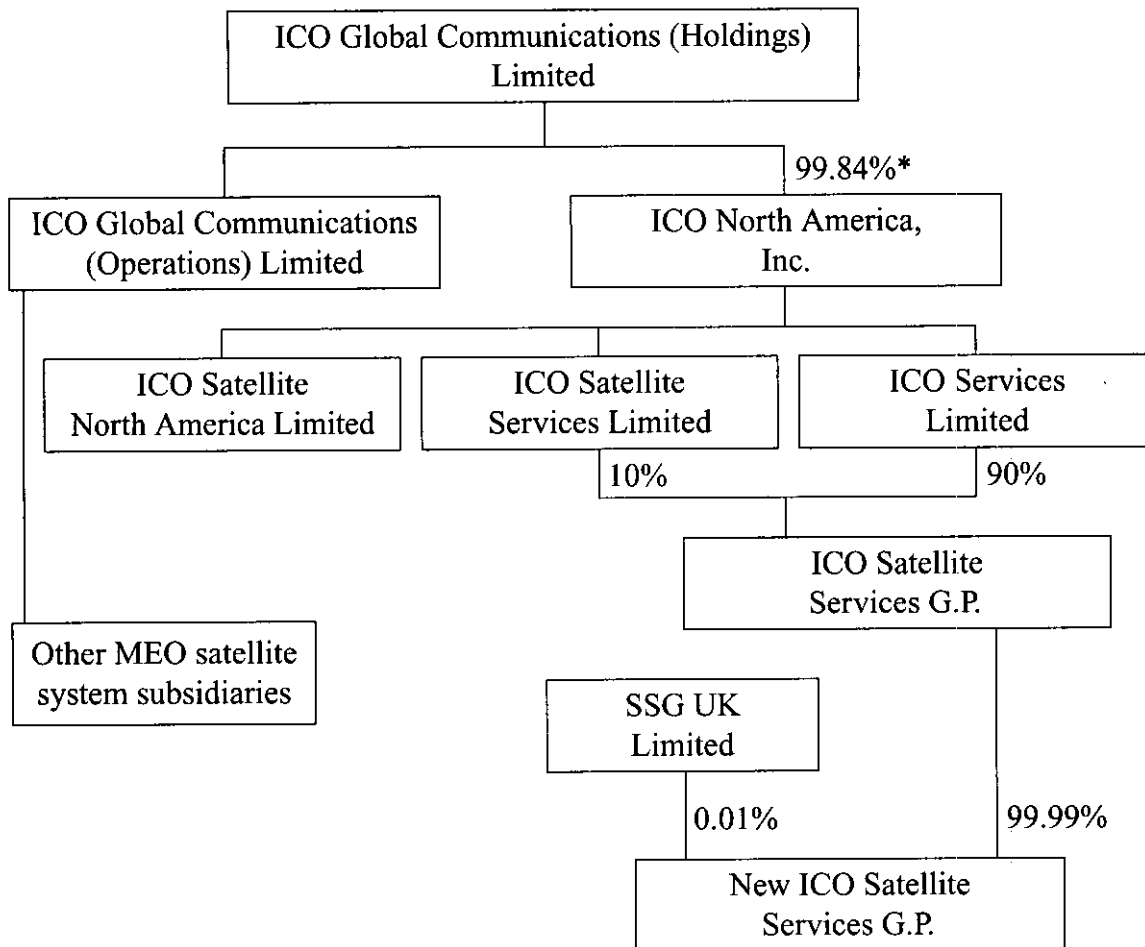 ICO Global Communications (Holdings)
Limited
99.84%*
ICO Global Communications
(Operations) Limited
ICO North America,
Inc.
ICO Satellite
North America Limited
ICO Satellite
Services Limited
ICO Services
Limited
10%
90%
ICO Satellite
Services G.P.
Other MEO satellite
system subsidiaries
SSG UK
Limited
0.01%
99.99%
New ICO Satellite
Services G.P.